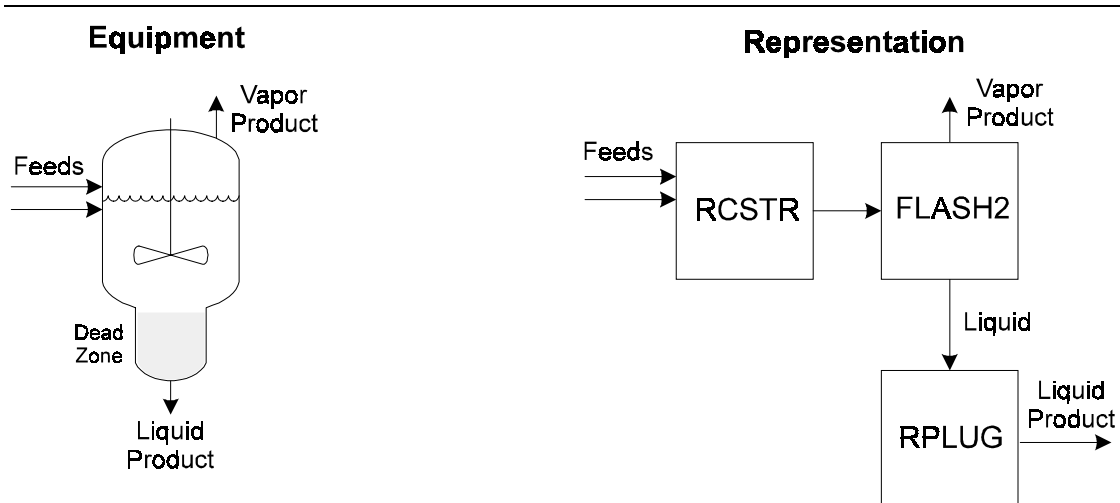 Equipment
Vapor
Product
Feeds
Dead
Zone
Liquid
Product
Representation
Vapor
Product
Feeds
RCSTR
FLASH2
Liquid
RPLUG
Liquid
Product